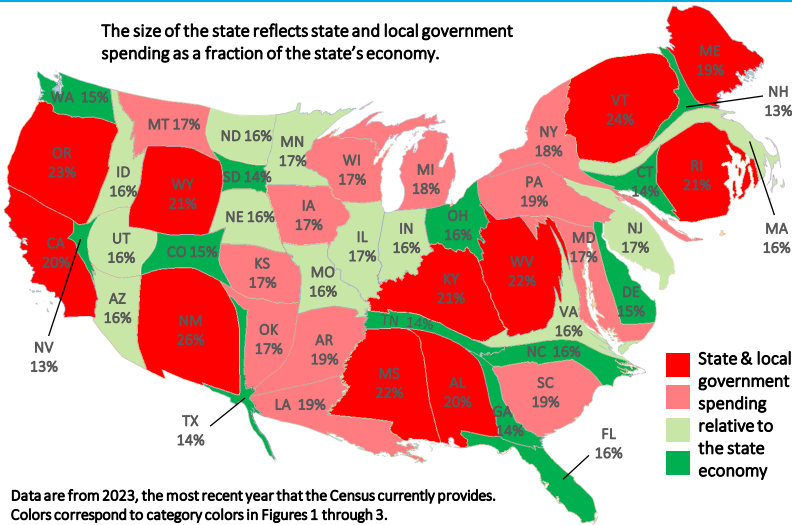 The size of the state reflects state and local government
spending as a fraction of the state's economy.
ME
19%
WA 15%
NH
13%
VT
24%
MT 17%
ND 16%
MN
17%
NY
18%
OR
23%
WI
17%
MI
18%
ID
16%
WY
21%
SD 14%
CT
14%
RI
23%
PA
19%
IA
17%
NE 16%
OH
16%
IN
16%
IL
17%
NJ
17%
MA
16%
MD
17%
UT
16%
CA
20%
CO 15%
KS
17%
MO
16%
KY
21%
WV
22%
DE
15%
AZ
16%
NM
26%
OK
17%
AR
19%
TN 14%
VA
16%
NC 16%
NV
13%
MS
22%
AL
20%
SC
19%
LA 19%
GA
14%
TX
14%
FL
16%
State & local
government
spending
relative to
the state
economy
Data are from 2023, the most recent year that the Census currently provides.
Colors correspond to category colors in Figures 1 through 3.